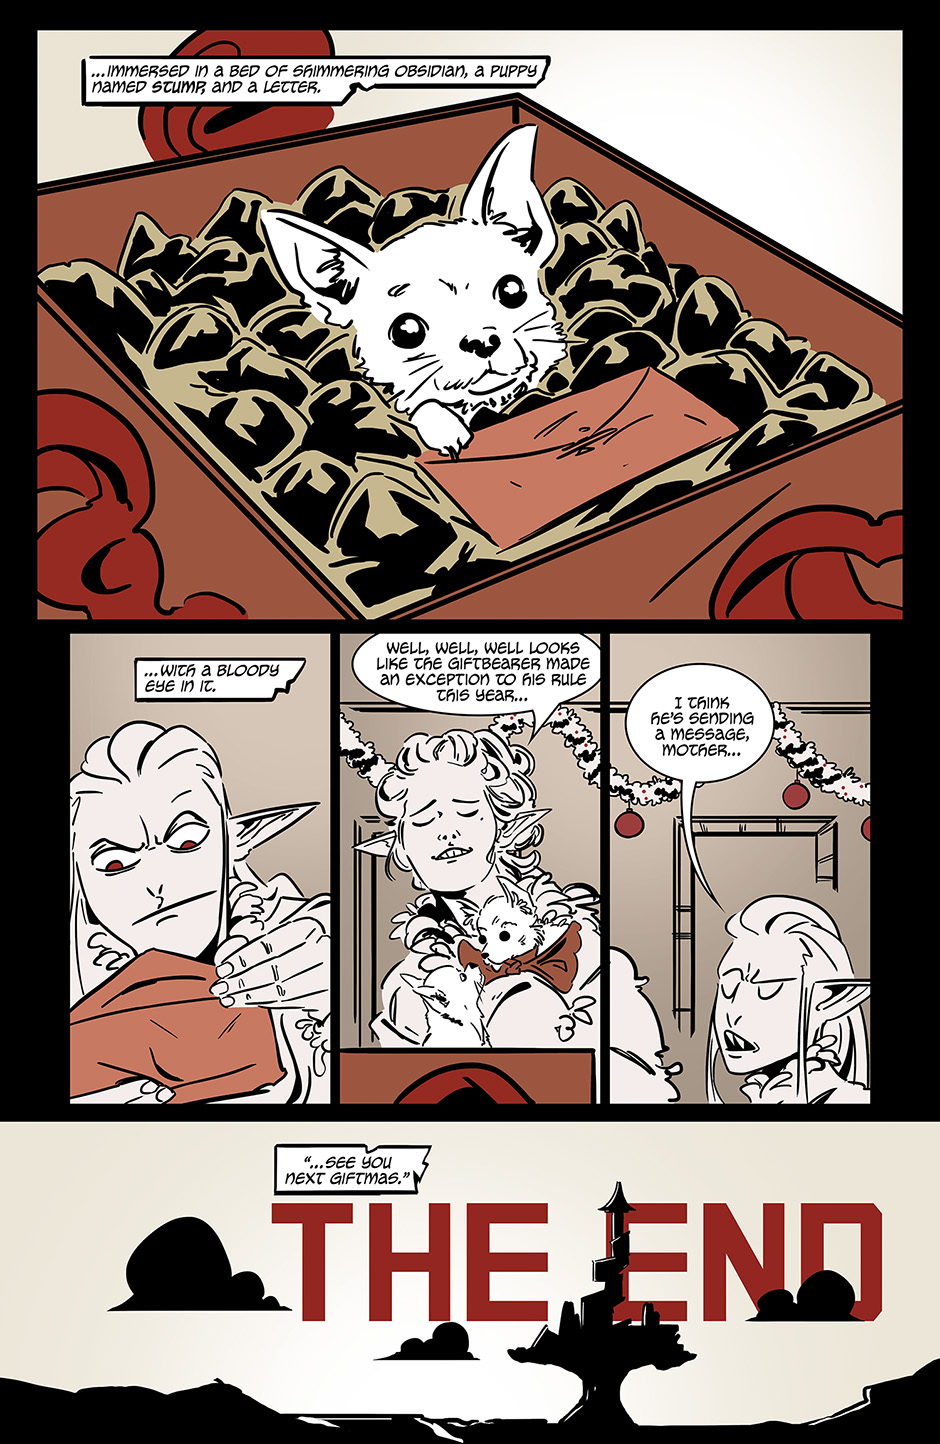 ...IMMERSED IN A BED OF SHIMMERING OBSIDIAN, A PUPPY
NAMED STUMP, AND A LETTER.
...WITH A BLOODY
EYE IN IT.
WELL, WELL, WELL LOOKS
LIKE THE GIFTBEARER MADE
AN EXCEPTION TO HIS RULE
THIS YEAR...
I THINK
HE'S SENDING
A MESSAGE,
MOTHER...
"...SEE YOU
NEXT GIFTMAS."
THE END